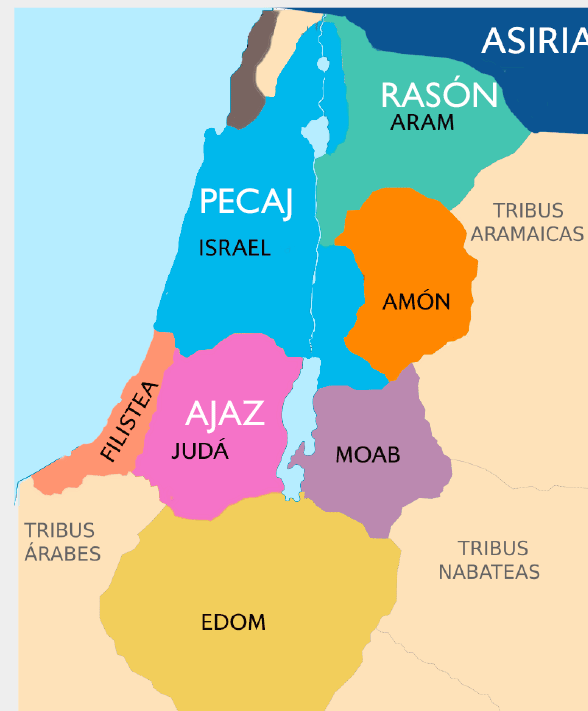 ASIRIA
RASÓN
ARAM
PECAJ
ISRAEL
TRIBUS
ARAMAICAS
AMÓN
FILISTEA
AJAZ
JUDÁ
MOAB
TRIBUS
ÁRABES
TRIBUS
NABATEAS
EDOM